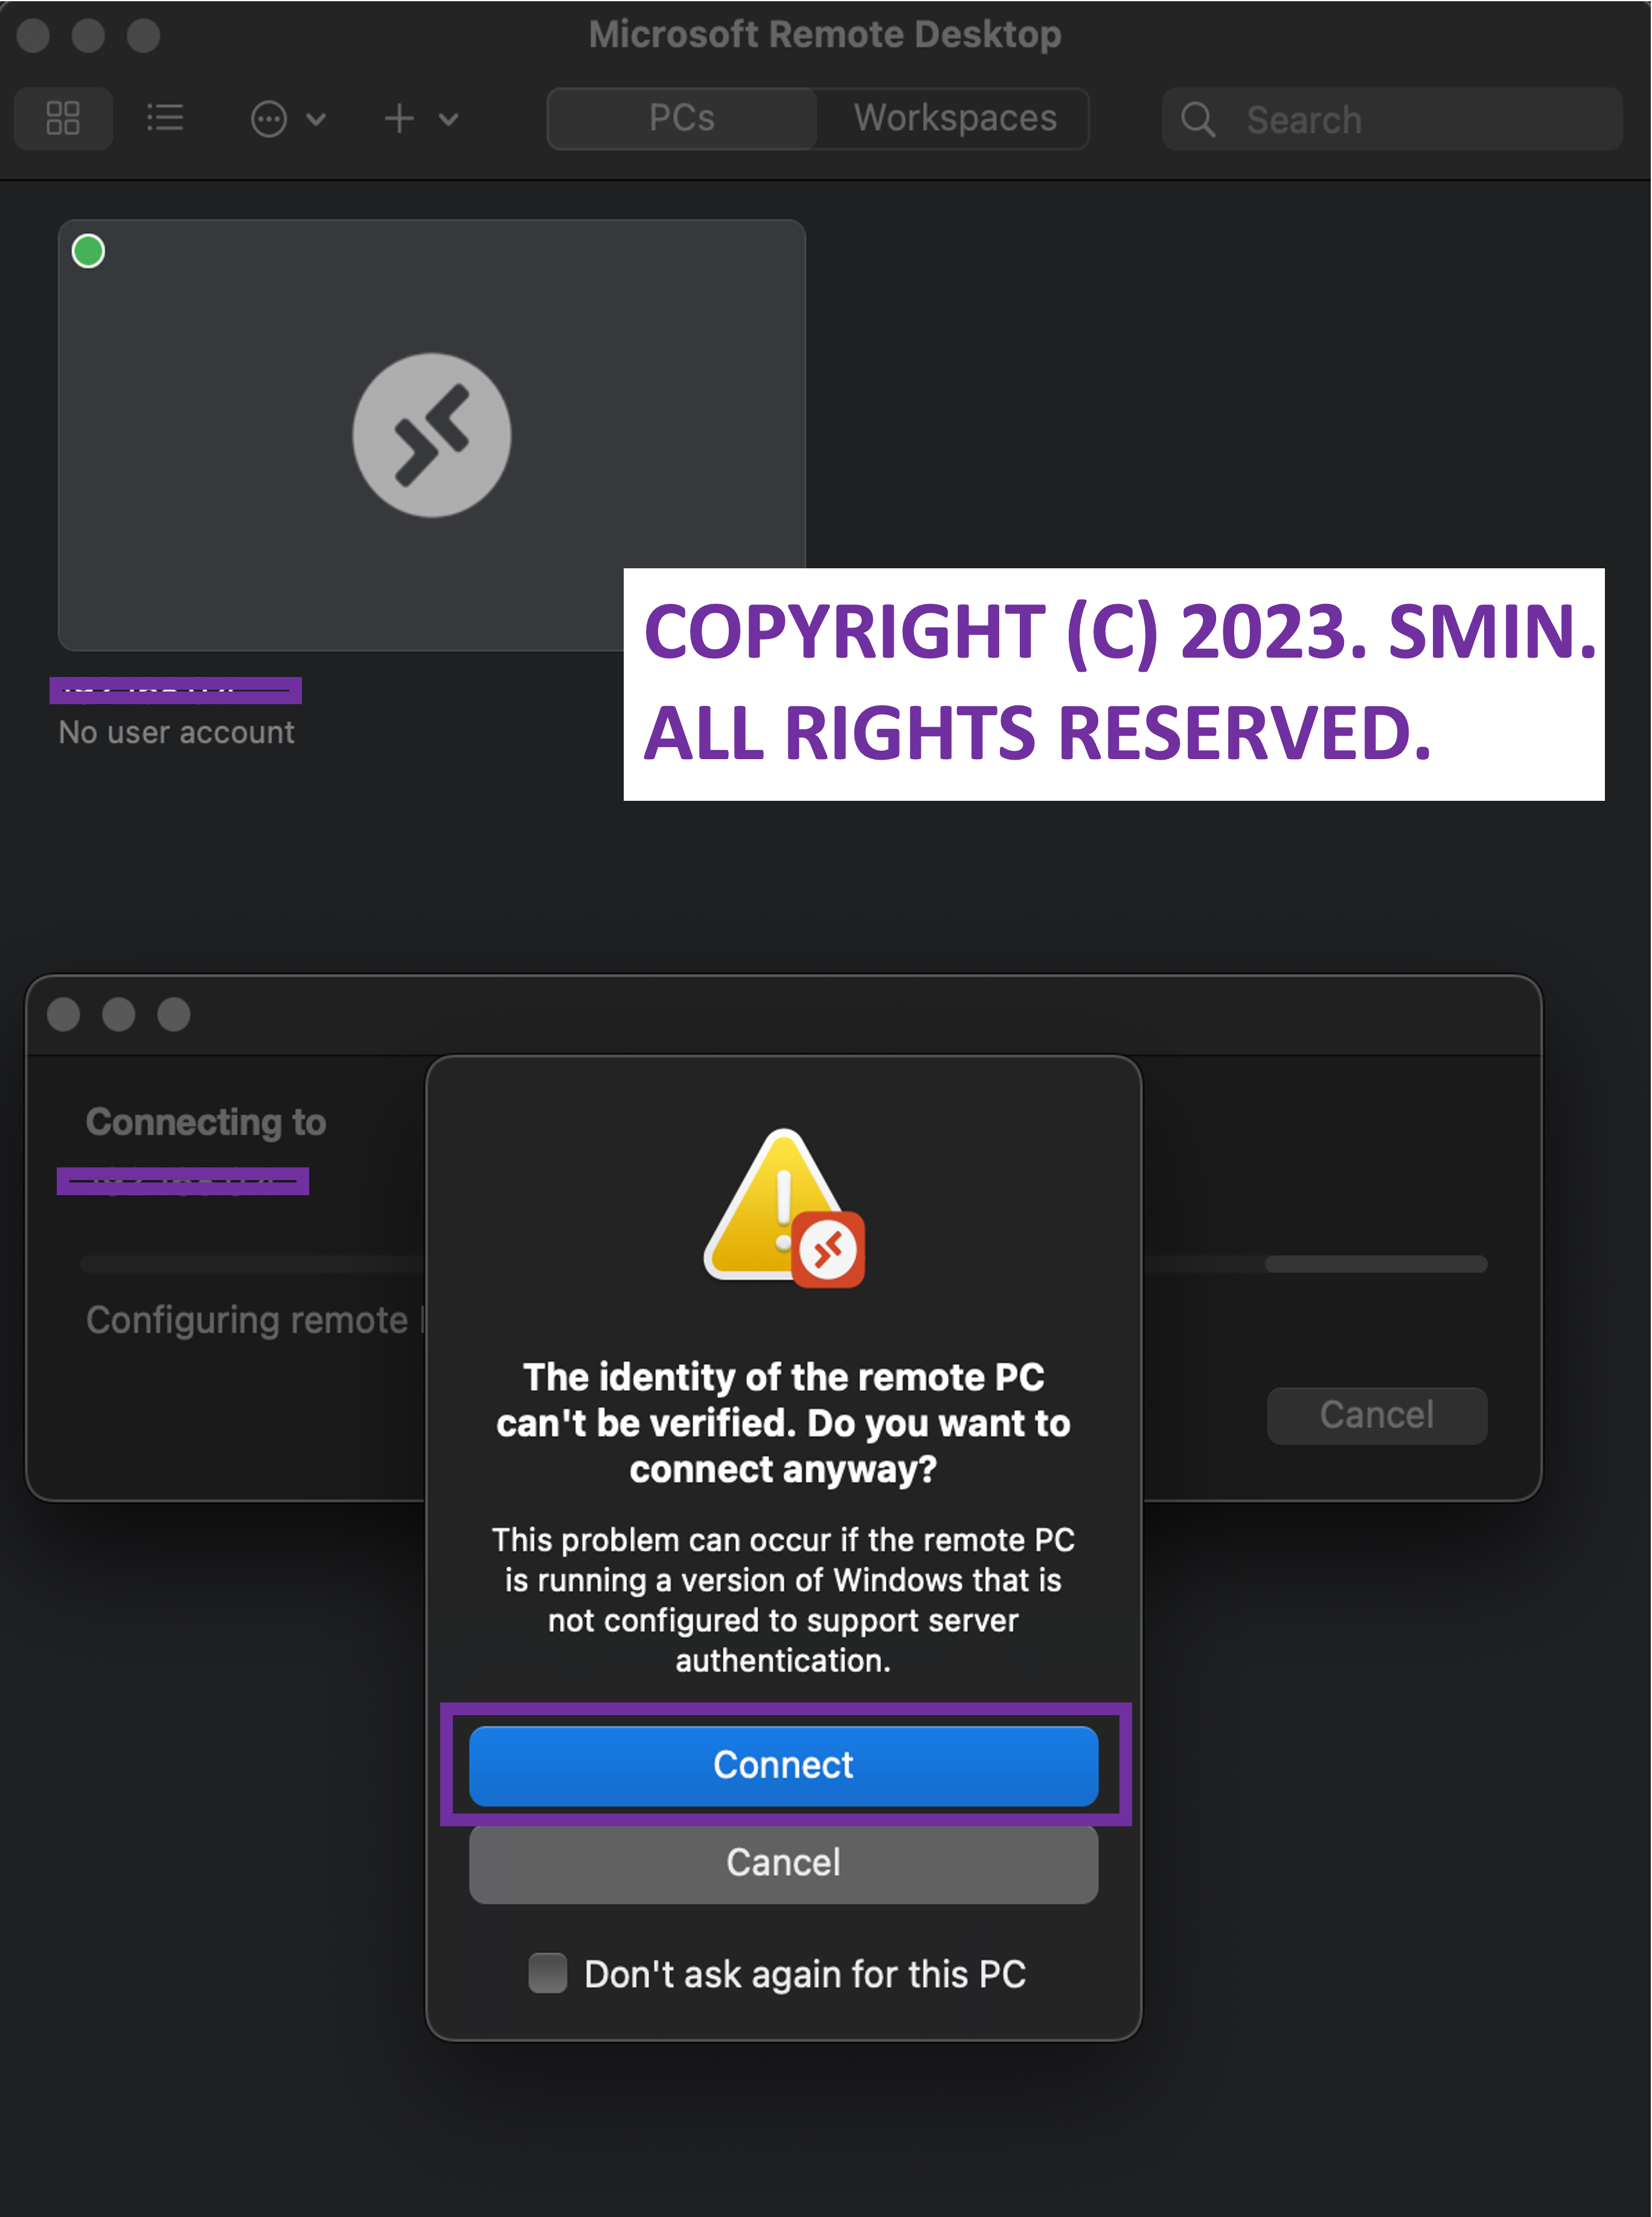 Microsoft Remote Desktop
PCs
Workspaces
Search
COPYRIGHT (C) 2023. SMIN.
ALL RIGHTS RESERVED.
No user account
Connecting to
Configuring remote
Cancel
The identity of the remote PC
can't be verified. Do you want to
connect anyway?
This problem can occur if the remote PC
is running a version of Windows that is
not configured to support server
authentication.
Connect
Cancel
Don't ask again for this PC